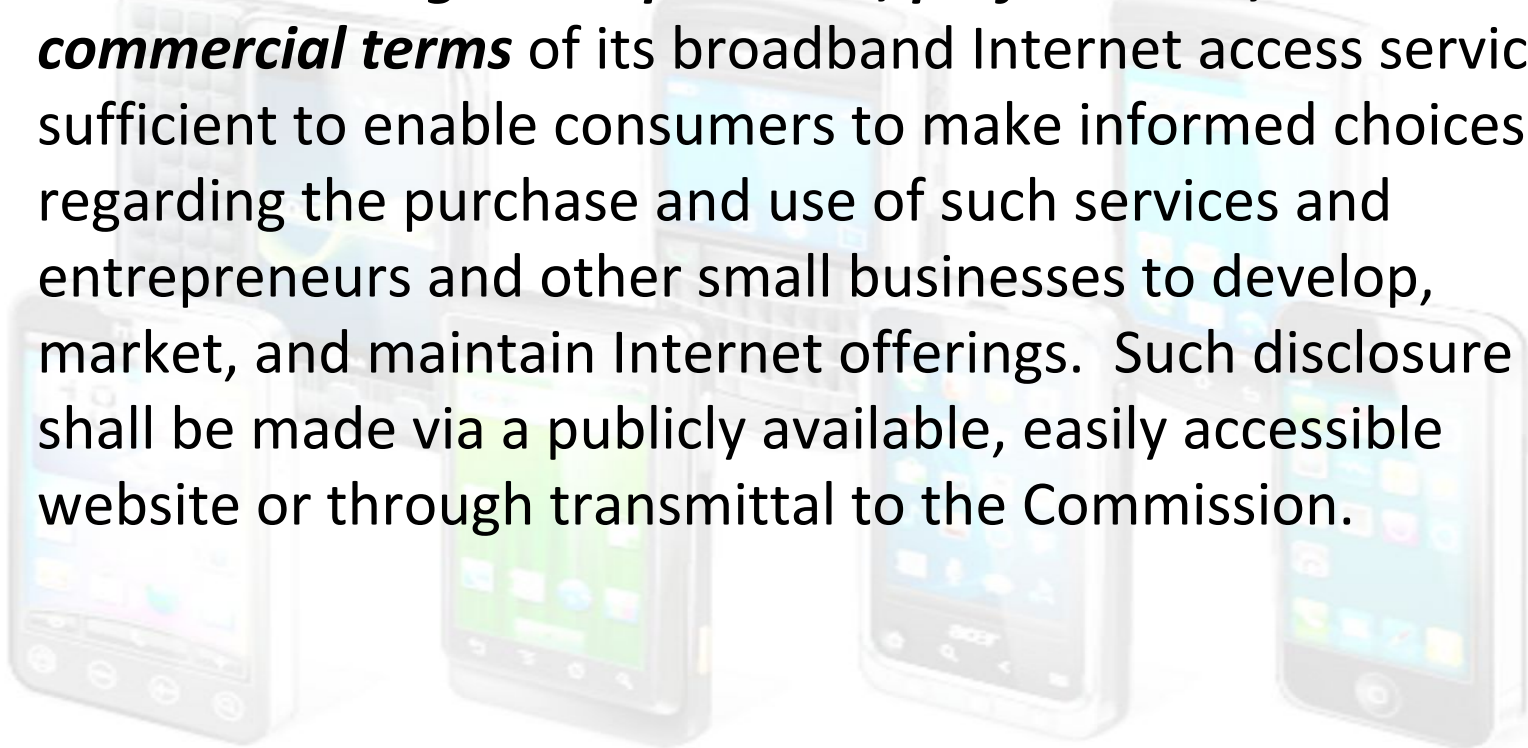 commercial terms of its broadband Internet access servic
sufficient to enable consumers to make informed choices
regarding the purchase and use of such services and
entrepreneurs and other small businesses to develop,
market, and maintain Internet offerings.  Such disclosure
shall be made via a publicly available, easily accessible
website or through transmittal to the Commission.
acer